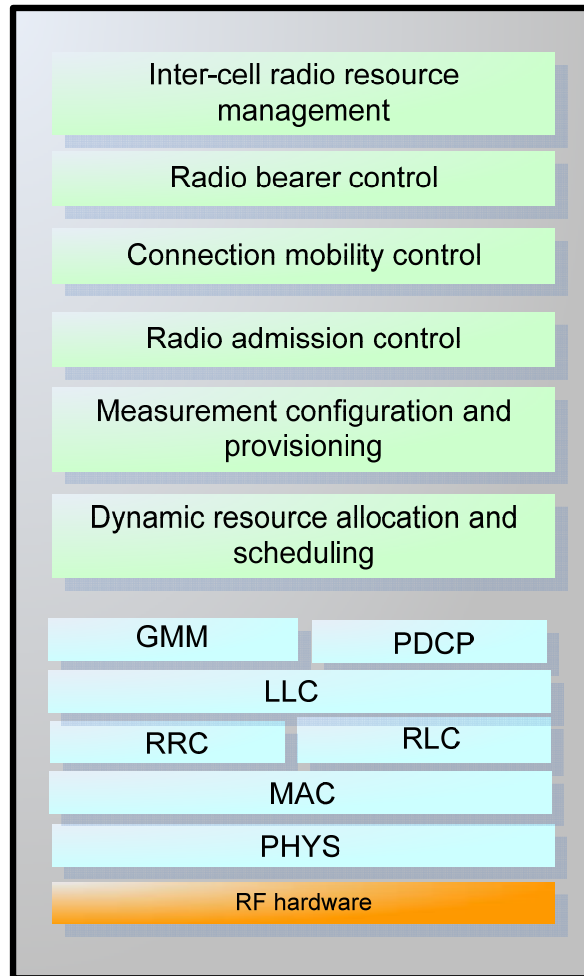 Inter-cell radio resource
management
Radio bearer control
Connection mobility control
Radio admission control
Measurement configuration and
provisioning
Dynamic resource allocation and
scheduling
GMM
PDCP
LLC
RRC
RLC
MAC
PHYS
RF hardware